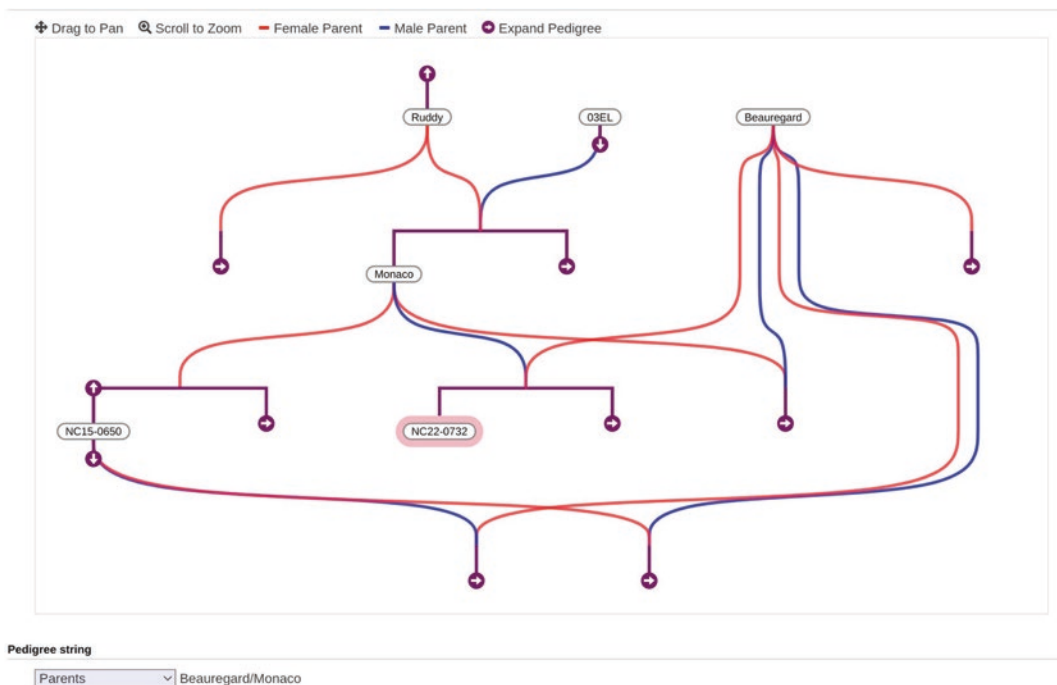 Drag to Pan Scroll to Zoom Female Parent Male Parent Expand Pedigree
Ruddy 03EL Beauregard
Monaco
NC15-0650 NC22-0732
Pedigree string
Parents Beauregard/Monaco